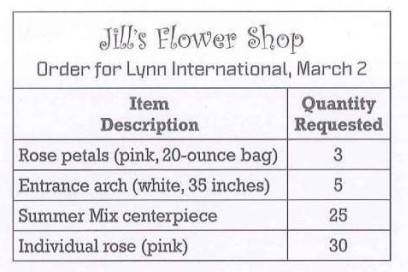 Jill's Flower Shop
Order for Lynn International, March 2
Item Description Quantity Requested
Rose petals (pink, 20-ounce bag) 3
Entrance arch (white, 35 inches) 5
Summer Mix centerpiece 25
Individual rose (pink) 30